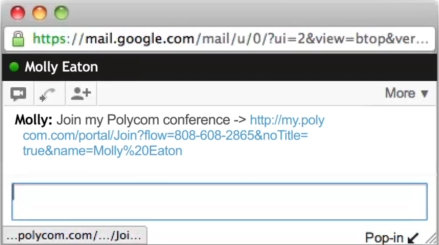 https://mail.google.com/mail/u/0/?ui=2&view=btop&ver...
Molly Eaton
More ▼
Molly: Join my Polycom conference -> http://my.poly
com.com/portal/Join?flow=808-608-2865&noTitle=
true&name=Molly%20Eaton
...polycom.com/.../Joi...
Pop-in